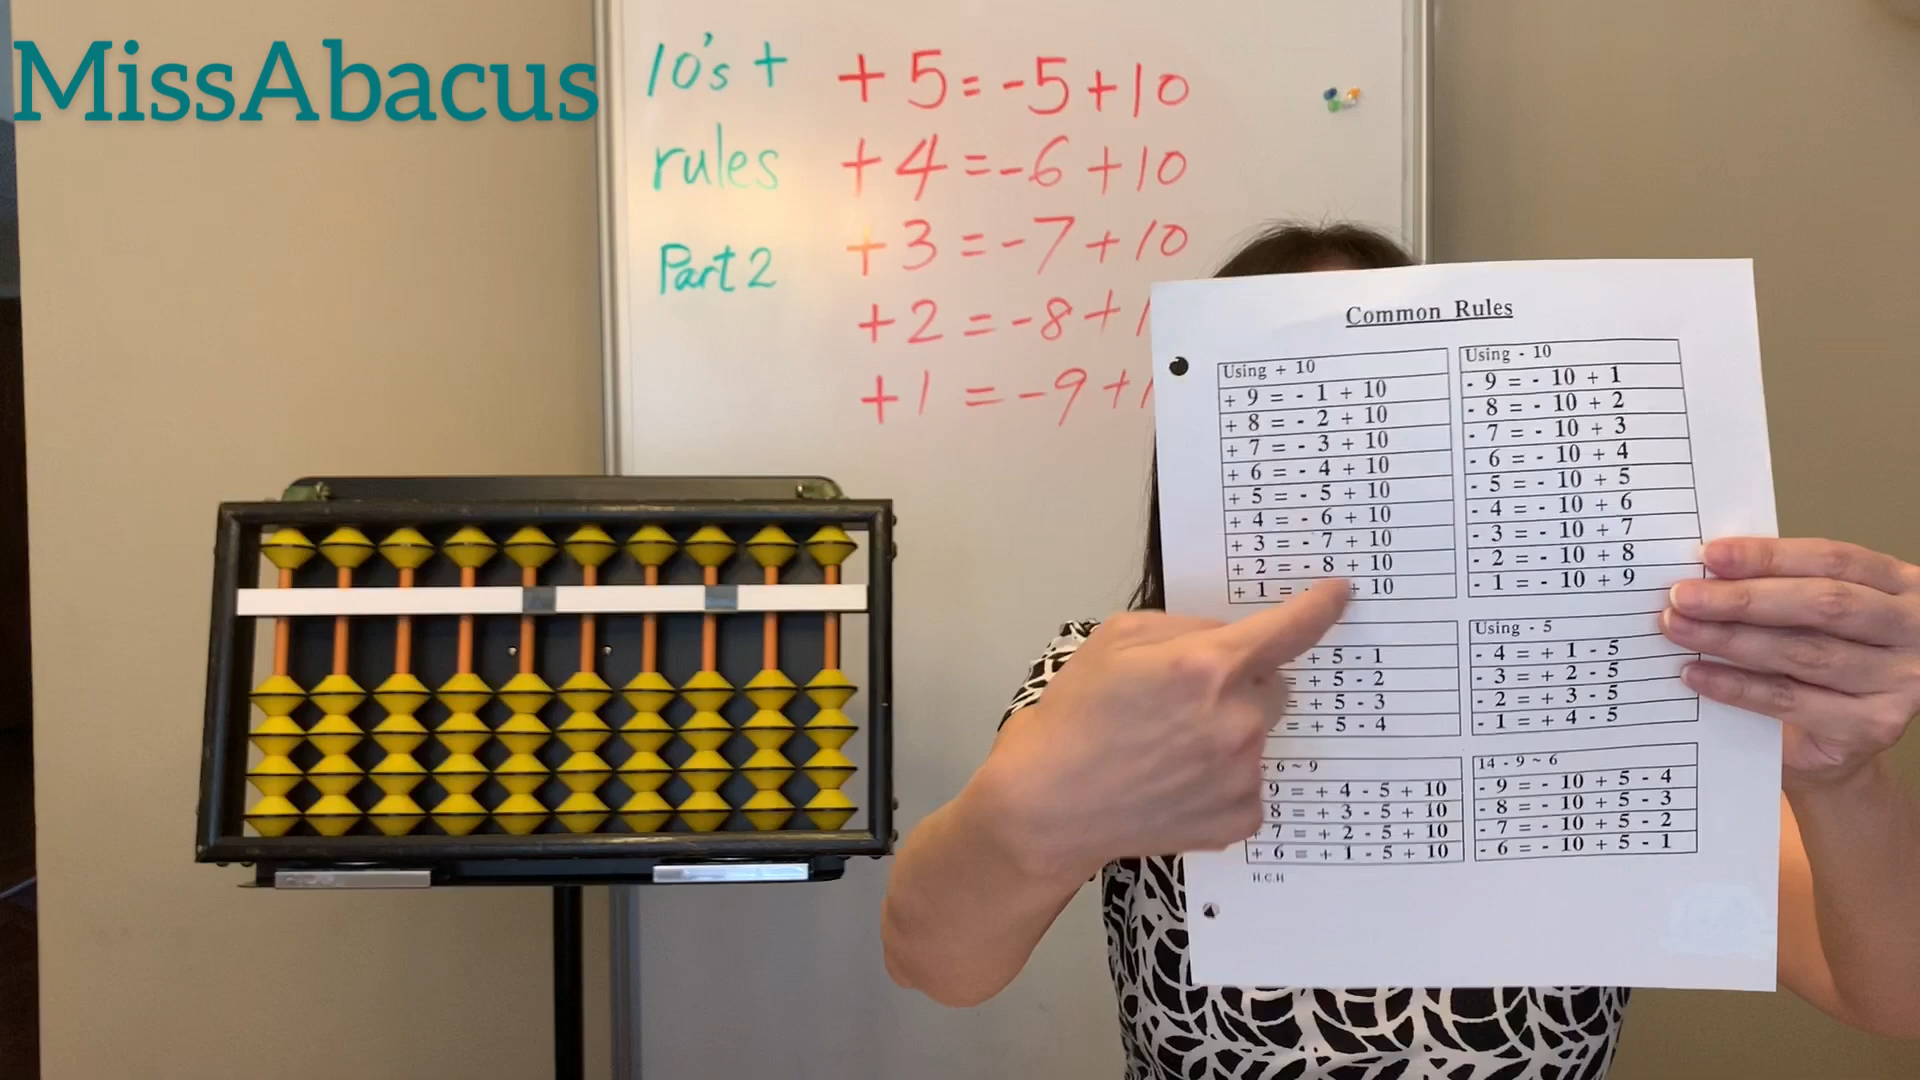 MissAbacus
10's +
rules
Part 2
+ 5 = - 5 + 10
+ 4 = - 6 + 10
+ 3 = - 7 + 10
+ 2 = - 8 +
+ 1 = - 9 +
Common Rules
Using + 10
+ 9 = - 1 + 10
+ 8 = - 2 + 10
+ 7 = - 3 + 10
+ 6 = - 4 + 10
+ 5 = - 5 + 10
+ 4 = - 6 + 10
+ 3 = - 7 + 10
+ 2 = - 8 + 10
+ 1 = - + 10
Using - 10
- 9 = - 10 + 1
- 8 = - 10 + 2
- 7 = - 10 + 3
- 6 = - 10 + 4
- 5 = - 10 + 5
- 4 = - 10 + 6
- 3 = - 10 + 7
- 2 = - 10 + 8
- 1 = - 10 + 9
= + 5 - 1
= + 5 - 2
= + 5 - 3
= + 5 - 4
Using - 5
- 4 = + 1 - 5
- 3 = + 2 - 5
- 2 = + 3 - 5
- 1 = + 4 - 5
+ 6 ~ 9
9 = + 4 - 5 + 10
8 = + 3 - 5 + 10
+ 7 = + 2 - 5 + 10
+ 6 = + 1 - 5 + 10
14 - 9 ~ 6
- 9 = - 10 + 5 - 4
- 8 = - 10 + 5 - 3
- 7 = - 10 + 5 - 2
- 6 = - 10 + 5 - 1
H.C.H